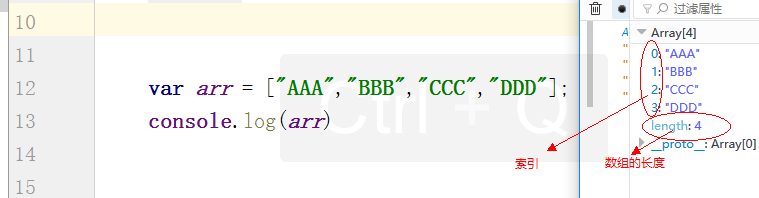 10
11
12 var arr = ["AAA","BBB","CCC","DDD"];
13 console.log(arr)
14
15
Ctrl + Q
过滤属性
A
Array[4]
0: "AAA"
1: "BBB"
2: "CCC"
3: "DDD"
length: 4
__proto__: Array[0]
索引
数组的长度